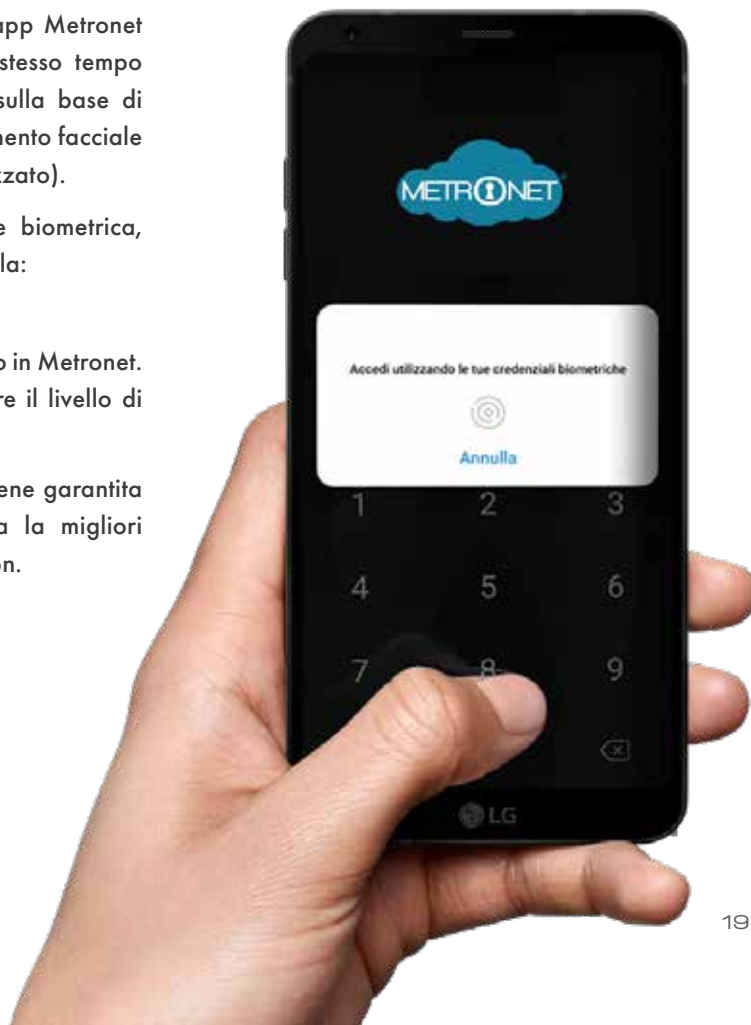 app Metronet
stesso tempo
sulla base di
mento facciale
zzato).
e biometrica,
la:
o in Metronet.
re il livello di
ene garantita
a la migliori
on.
METRONET
Accedi utilizzando le tue credenziali biometriche
Annulla
1 2 3
4 5 6
7 8 9
LG
19